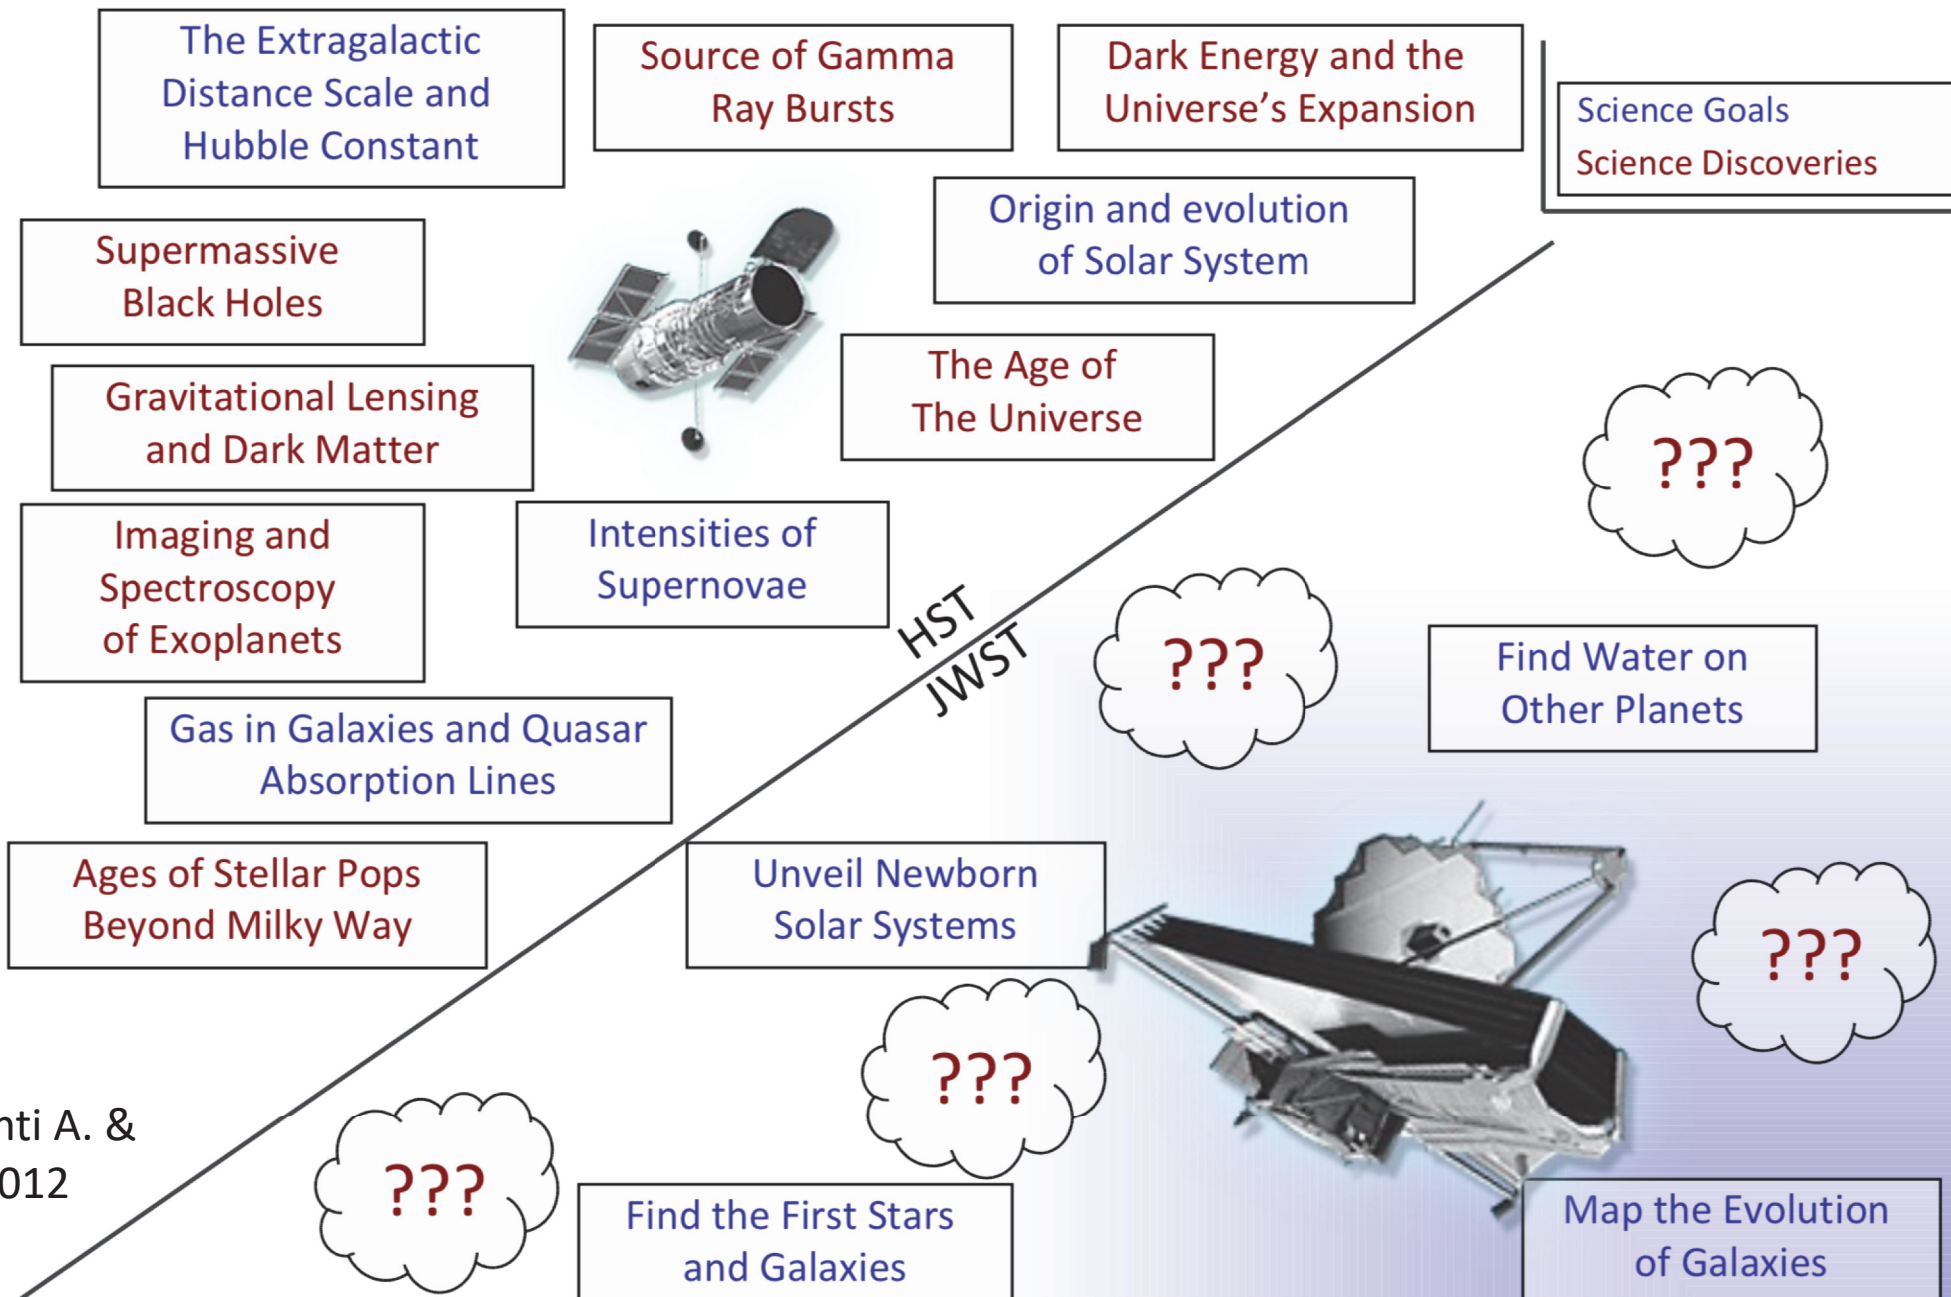 The Extragalactic
Distance Scale and
Hubble Constant
Source of Gamma
Ray Bursts
Dark Energy and the
Universe’s Expansion
Science Goals
Science Discoveries
Origin and evolution
of Solar System
Supermassive
Black Holes
The Age of
The Universe
Gravitational Lensing
and Dark Matter
???
Imaging and
Spectroscopy
of Exoplanets
Intensities of
Supernovae
HST
JWST
???
Find Water on
Other Planets
Gas in Galaxies and Quasar
Absorption Lines
Ages of Stellar Pops
Beyond Milky Way
Unveil Newborn
Solar Systems
???
???
A. &
???
Find the First Stars
and Galaxies
Map the Evolution
of Galaxies